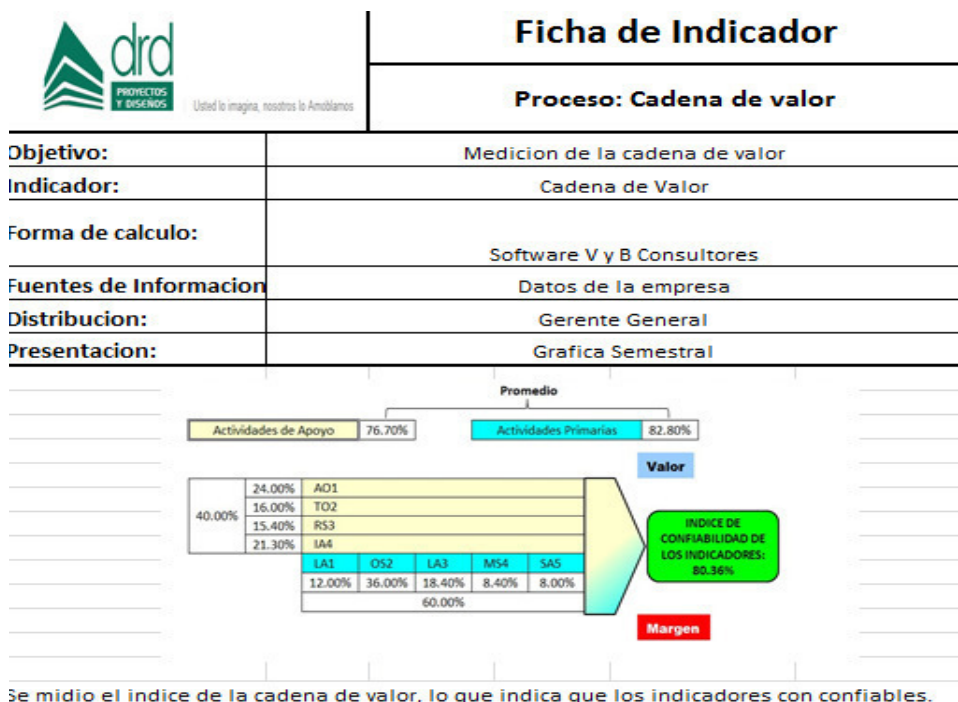 drd
PROYECTOS
Y DISEÑOS
Usted lo imagina, nosotros lo Amoblamos
Ficha de Indicador
Proceso: Cadena de valor
Objetivo: Medicion de la cadena de valor
Indicador: Cadena de Valor
Forma de calculo: Software V y B Consultores
Fuentes de Informacion Datos de la empresa
Distribucion: Gerente General
Presentacion: Grafica Semestral
Promedio
Actividades de Apoyo 76.70% Actividades Primarias 82.80%
Valor
40.00%
24.00% AO1
16.00% TO2
15.40% RS3
21.30% IA4
LA1 OS2 LA3 MS4 SA5
12.00% 36.00% 18.40% 8.40% 8.00%
60.00%
INDICE DE
CONFIABILIDAD DE
LOS INDICADORES:
80.36%
Margen
Se midio el indice de la cadena de valor, lo que indica que los indicadores con confiables.